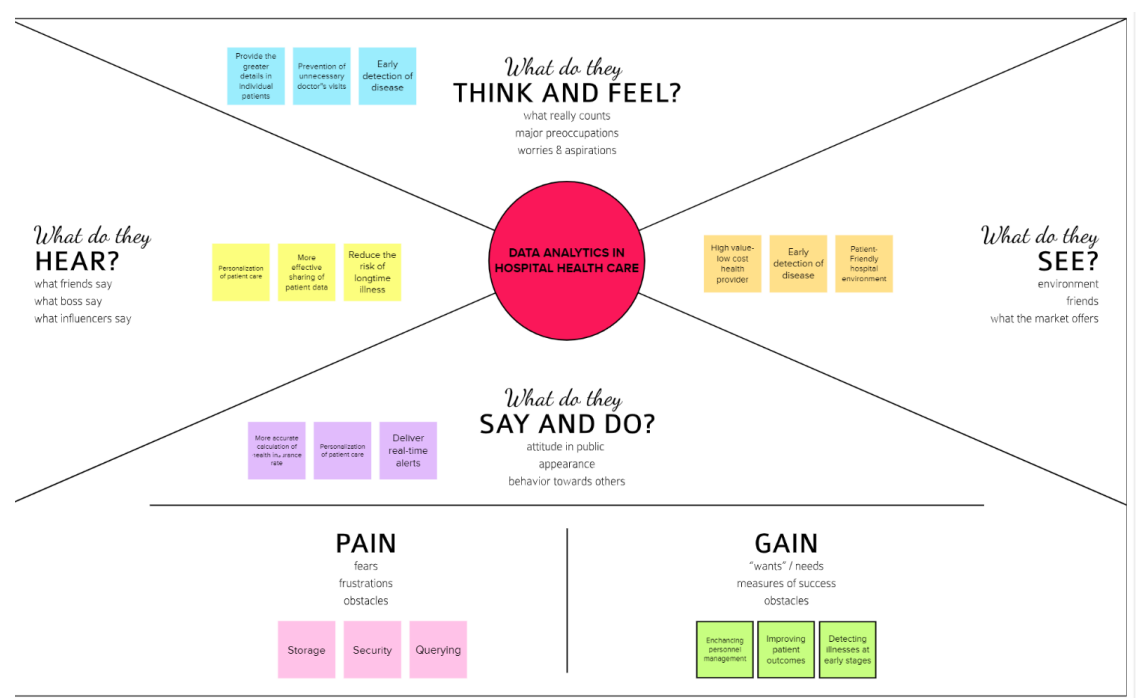 Provide the
greater
details in
individual
patients
Prevention of
unnecessary
doctor"s visits
Early
detection of
disease
What do they
THINK AND FEEL?
what really counts
major preoccupations
worries & aspirations
What do they
HEAR?
what friends say
what boss say
what influencers say
Personalization
of patient care
More
effective
sharing of
patient data
Reduce the
risk of
longtime
illness
DATA ANALYTICS IN
HOSPITAL HEALTH CARE
High value-
low cost
health
provider
Early
detection of
disease
Patient-
Friendly
hospital
environment
What do they
SEE?
environment
friends
what the market offers
What do they
SAY AND DO?
attitude in public
appearance
behavior towards others
More accurate
calculation of
health insurance
rate
Personalization
of patient care
Deliver
real-time
alerts
PAIN
fears
frustrations
obstacles
Storage
Security
Querying
GAIN
"wants" / needs
measures of success
obstacles
Enchancing
personnel
management
Improving
patient
outcomes
Detecting
illnesses at
early stages